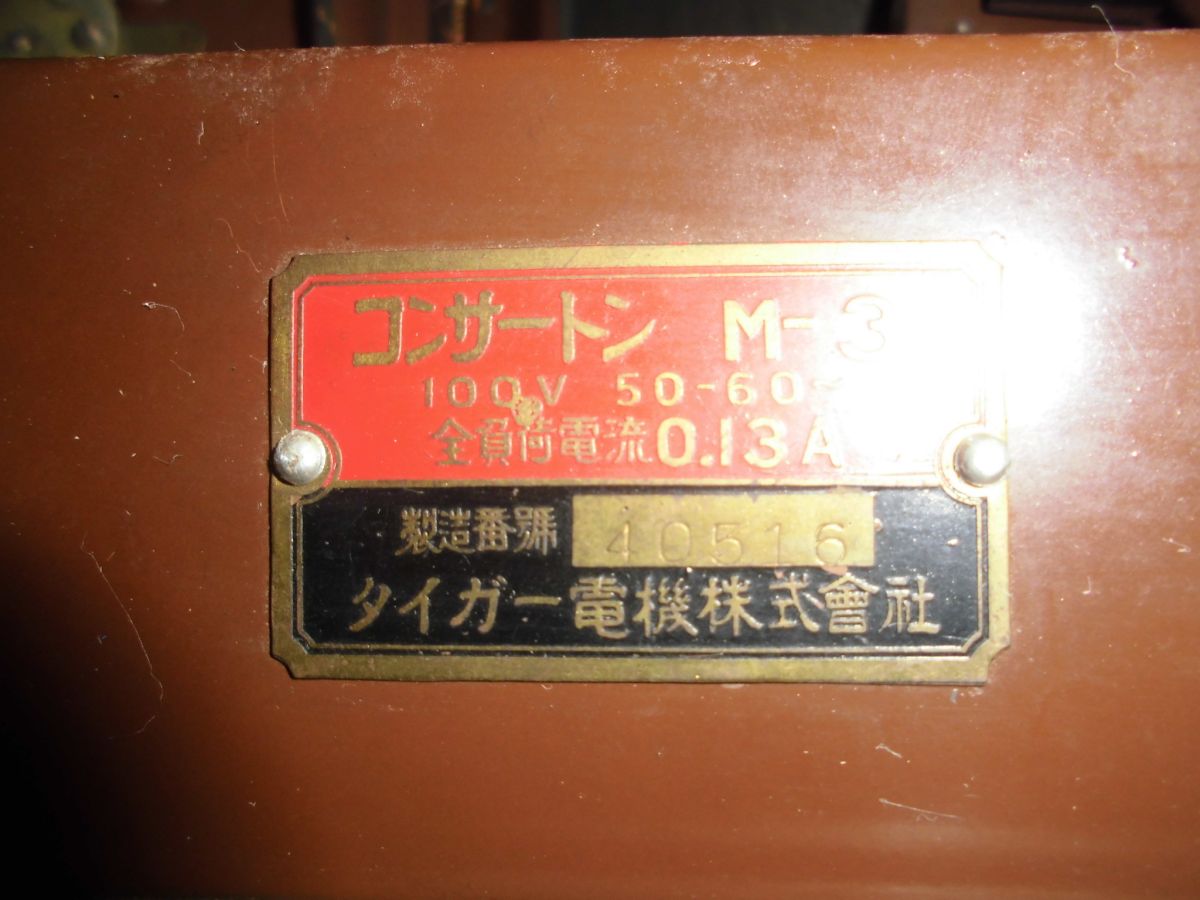 コンサートン M-3
100V 50-60~
全負荷電流0.13A
製造番號 40516
タイガー電機株式會社